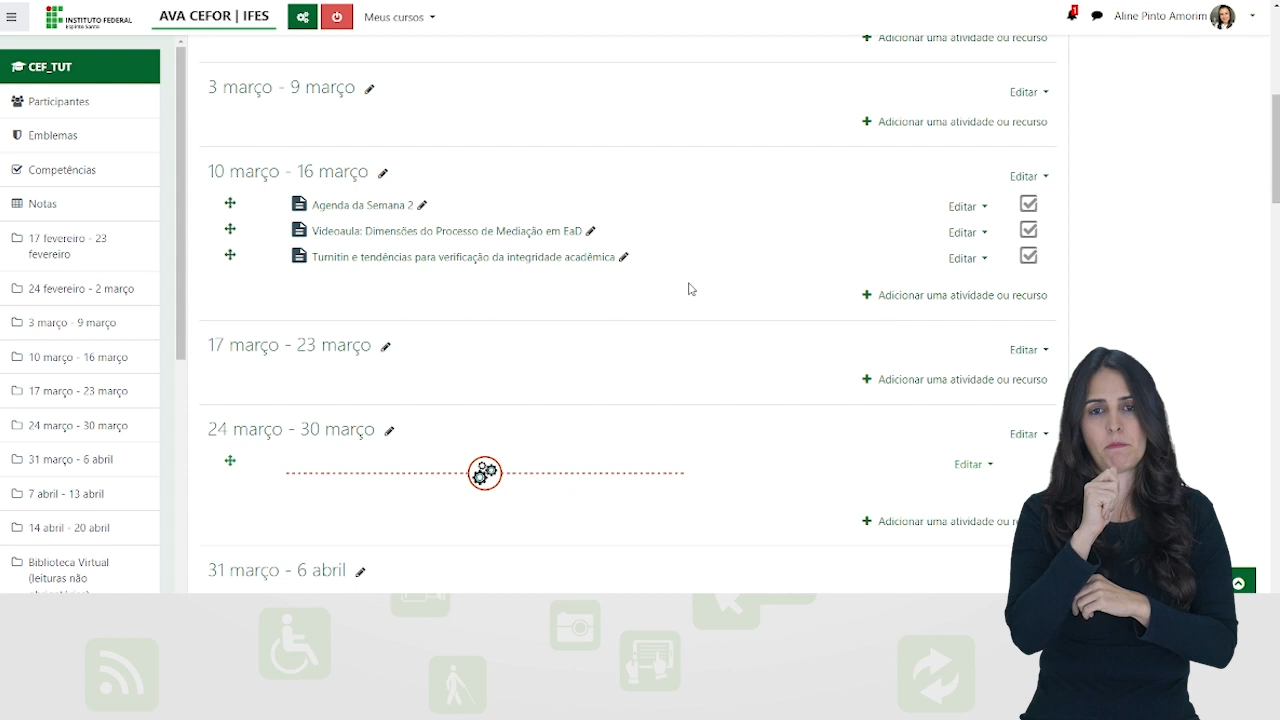 INSTITUTO FEDERAL
Espírito Santo
AVA CEFOR | IFES
Meus cursos
1
Aline Pinto Amorim
CEF_TUT
Participantes
Emblemas
Competências
Notas
17 fevereiro - 23
fevereiro
24 fevereiro - 2 março
3 março - 9 março
10 março - 16 março
17 março - 23 março
24 março - 30 março
31 março - 6 abril
7 abril - 13 abril
14 abril - 20 abril
Biblioteca Virtual
(leituras não
Adicionar uma atividade ou recurso
3 março - 9 março
Editar
Adicionar uma atividade ou recurso
10 março - 16 março
Editar
Agenda da Semana 2
Editar
Videoaula: Dimensões do Processo de Mediação em EaD
Editar
Turnitin e tendências para verificação da integridade acadêmica
Editar
Adicionar uma atividade ou recurso
17 março - 23 março
Editar
Adicionar uma atividade ou recurso
24 março - 30 março
Editar
Editar
Adicionar uma atividade ou
31 março - 6 abril